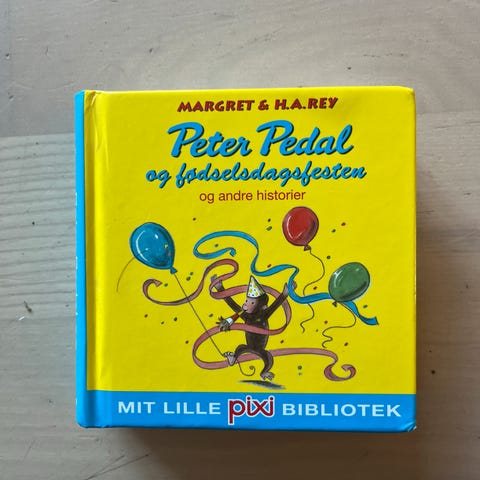 MARGRET & H.A.REY
Peter Pedal
og fødselsdagsfesten
og andre historier
MIT LILLE pixi BIBLIOTEK